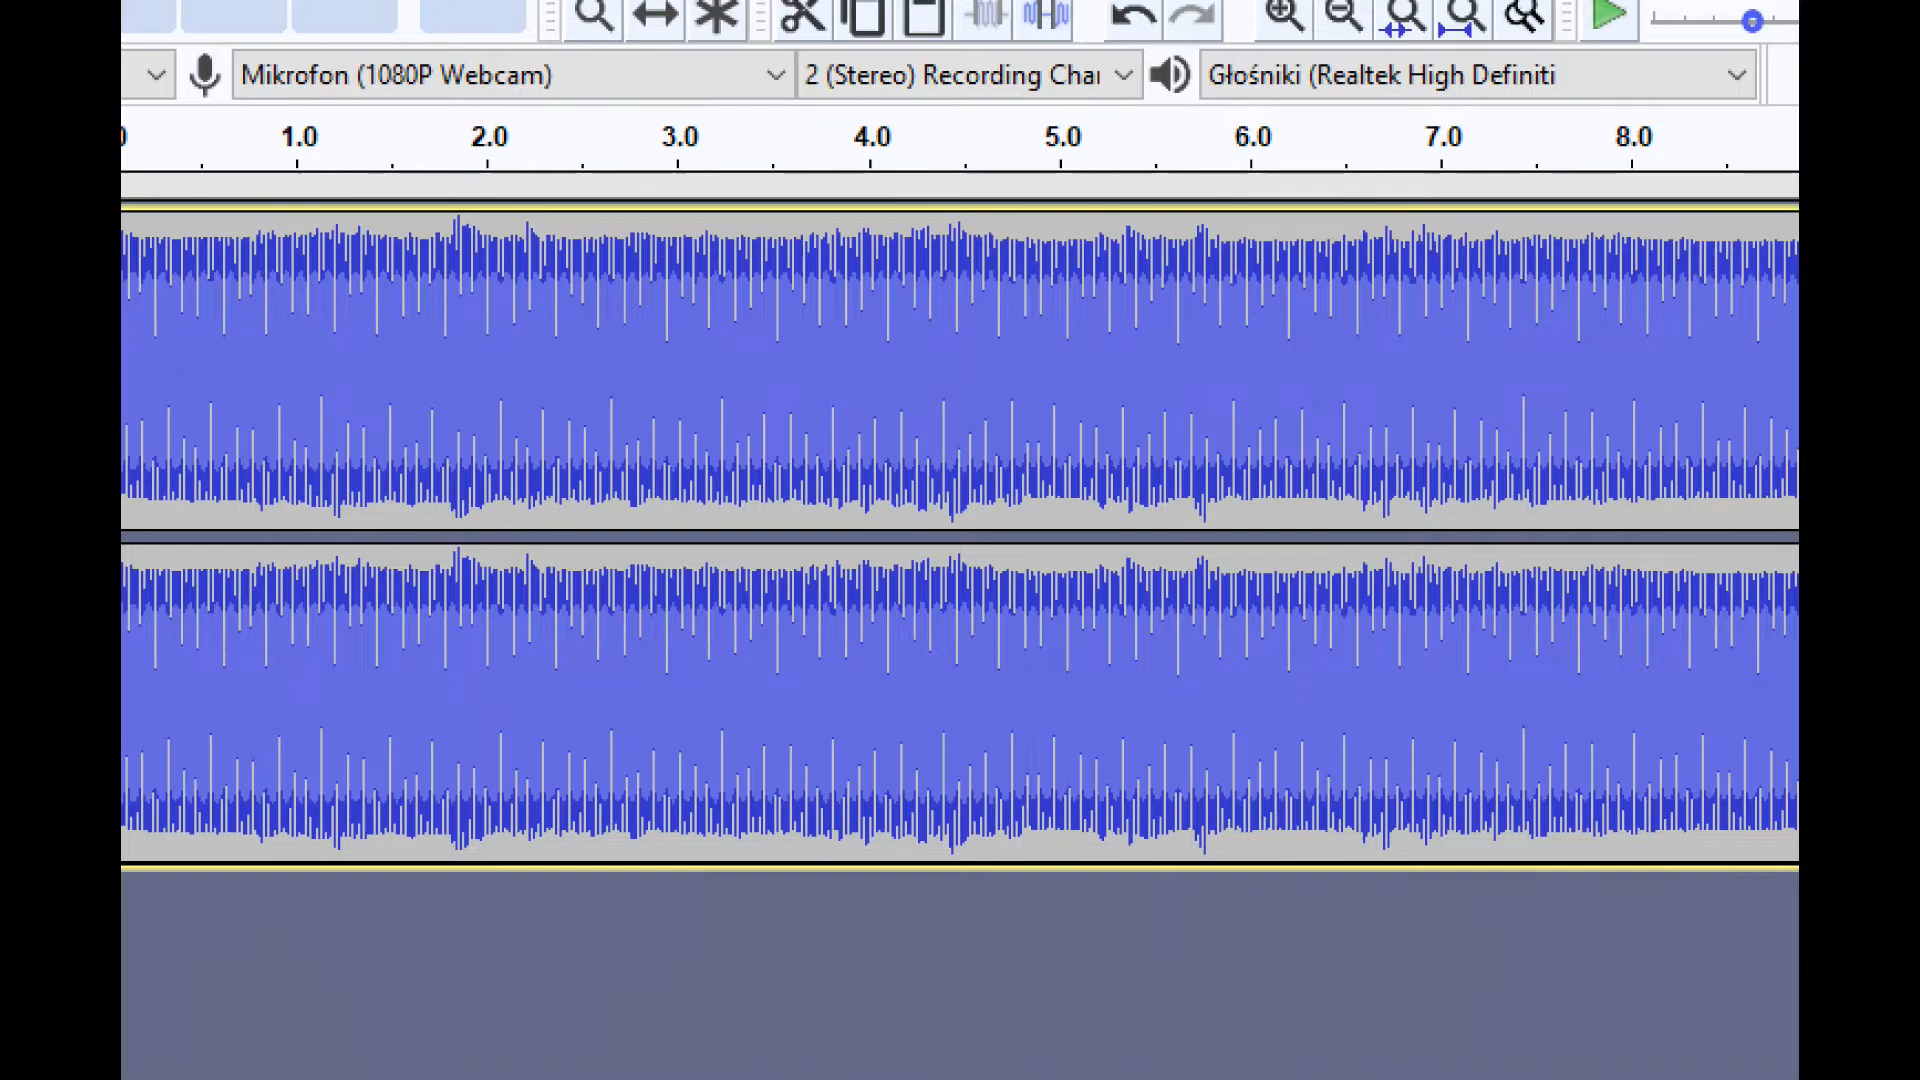 Mikrofon (1080P Webcam) 2 (Stereo) Recording Głośniki (Realtek High Definiti
1.0 2.0 3.0 4.0 5.0 6.0 7.0 8.0